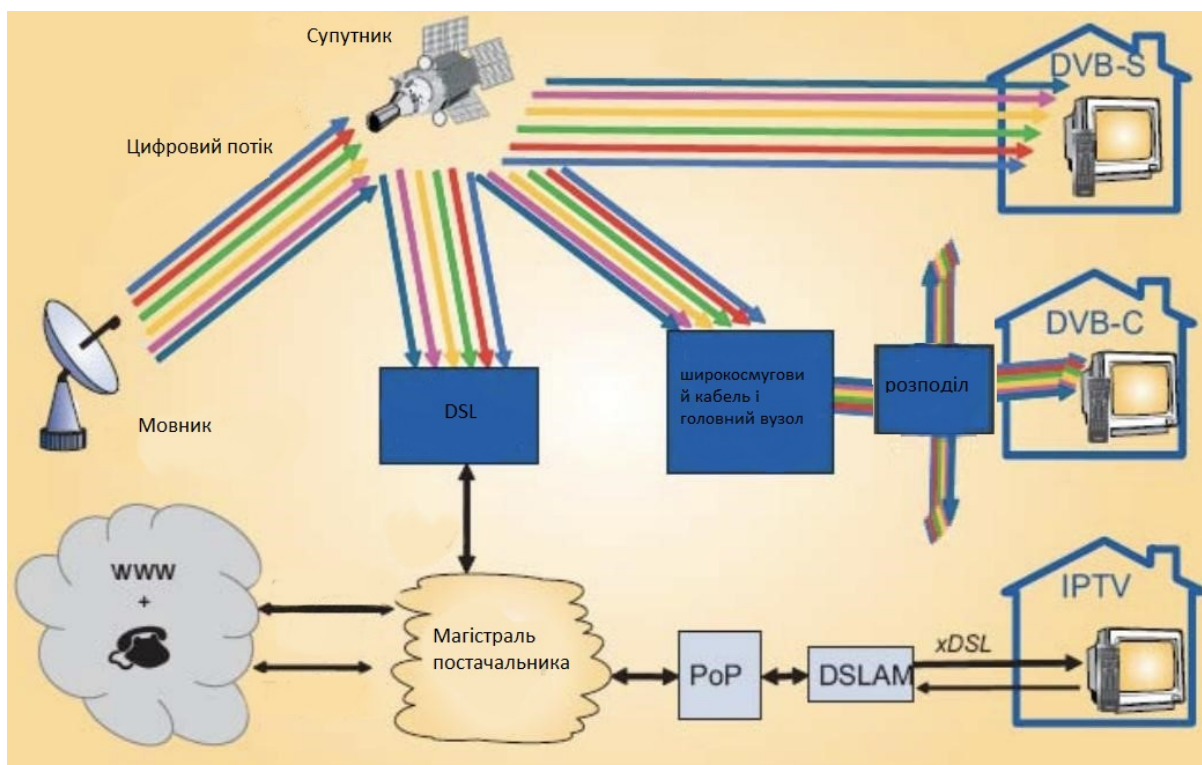 Супутник
DVB-S
Цифровий потік
Мовник
DSL
широкосмугови
й кабель і
головний вузол
розподіл
DVB-C
WWW
+
Магістраль
постачальника
PoP
DSLAM
xDSL
IPTV